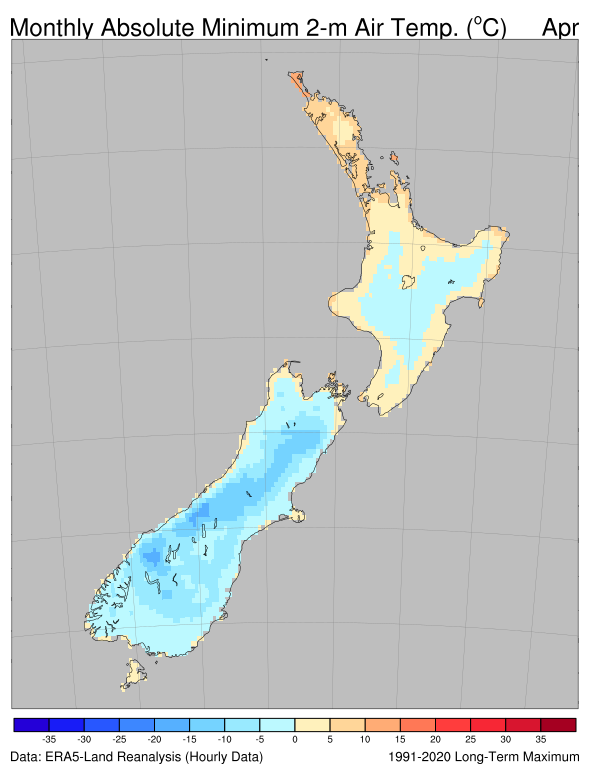 Monthly Absolute Minimum 2-m Air Temp. (°C) Apr
-35 -30 -25 -20 -15 -10 -5 0 5 10 15 20 25 30 35
Data: ERA5-Land Reanalysis (Hourly Data) 1991-2020 Long-Term Maximum